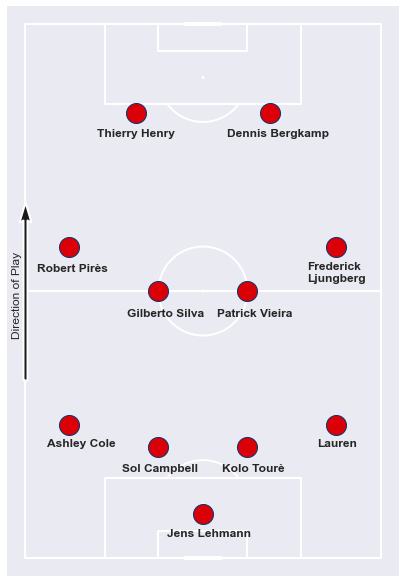 Thierry Henry
Dennis Bergkamp
Robert Pirès
Frederick
Ljungberg
Direction of Play
Gilberto Silva
Patrick Vieira
Ashley Cole
Lauren
Sol Campbell
Kolo Tourè
Jens Lehmann